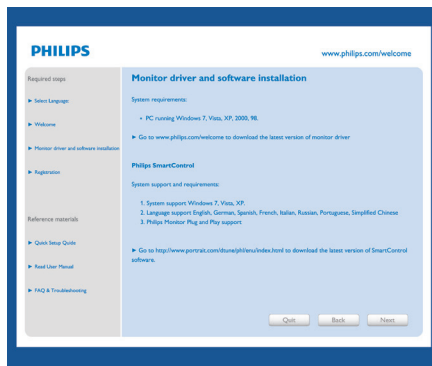 PHILIPS
www.philips.com/welcome
Required steps
► Select Language
► Welcome
► Monitor driver and software installation
► Registration
Reference materials
► Quick Setup Guide
► Read User Manual
► FAQ & Troubleshooting
Monitor driver and software installation
System requirements:
• PC running Windows 7, Vista, XP, 2000, 98.
► Go to www.philips.com/welcome to download the latest version of monitor driver
Philips SmartControl
System support and requirements:
1. System support Windows 7, Vista, XP.
2. Language support English, German, Spanish, French, Italian, Russian, Portuguese, Simplified Chinese
3. Philips Monitor Plug and Play support
► Go to http://www.portrait.com/dtune/phl/enu/index.html to download the latest version of SmartControl
software.
Quit
Back
Next